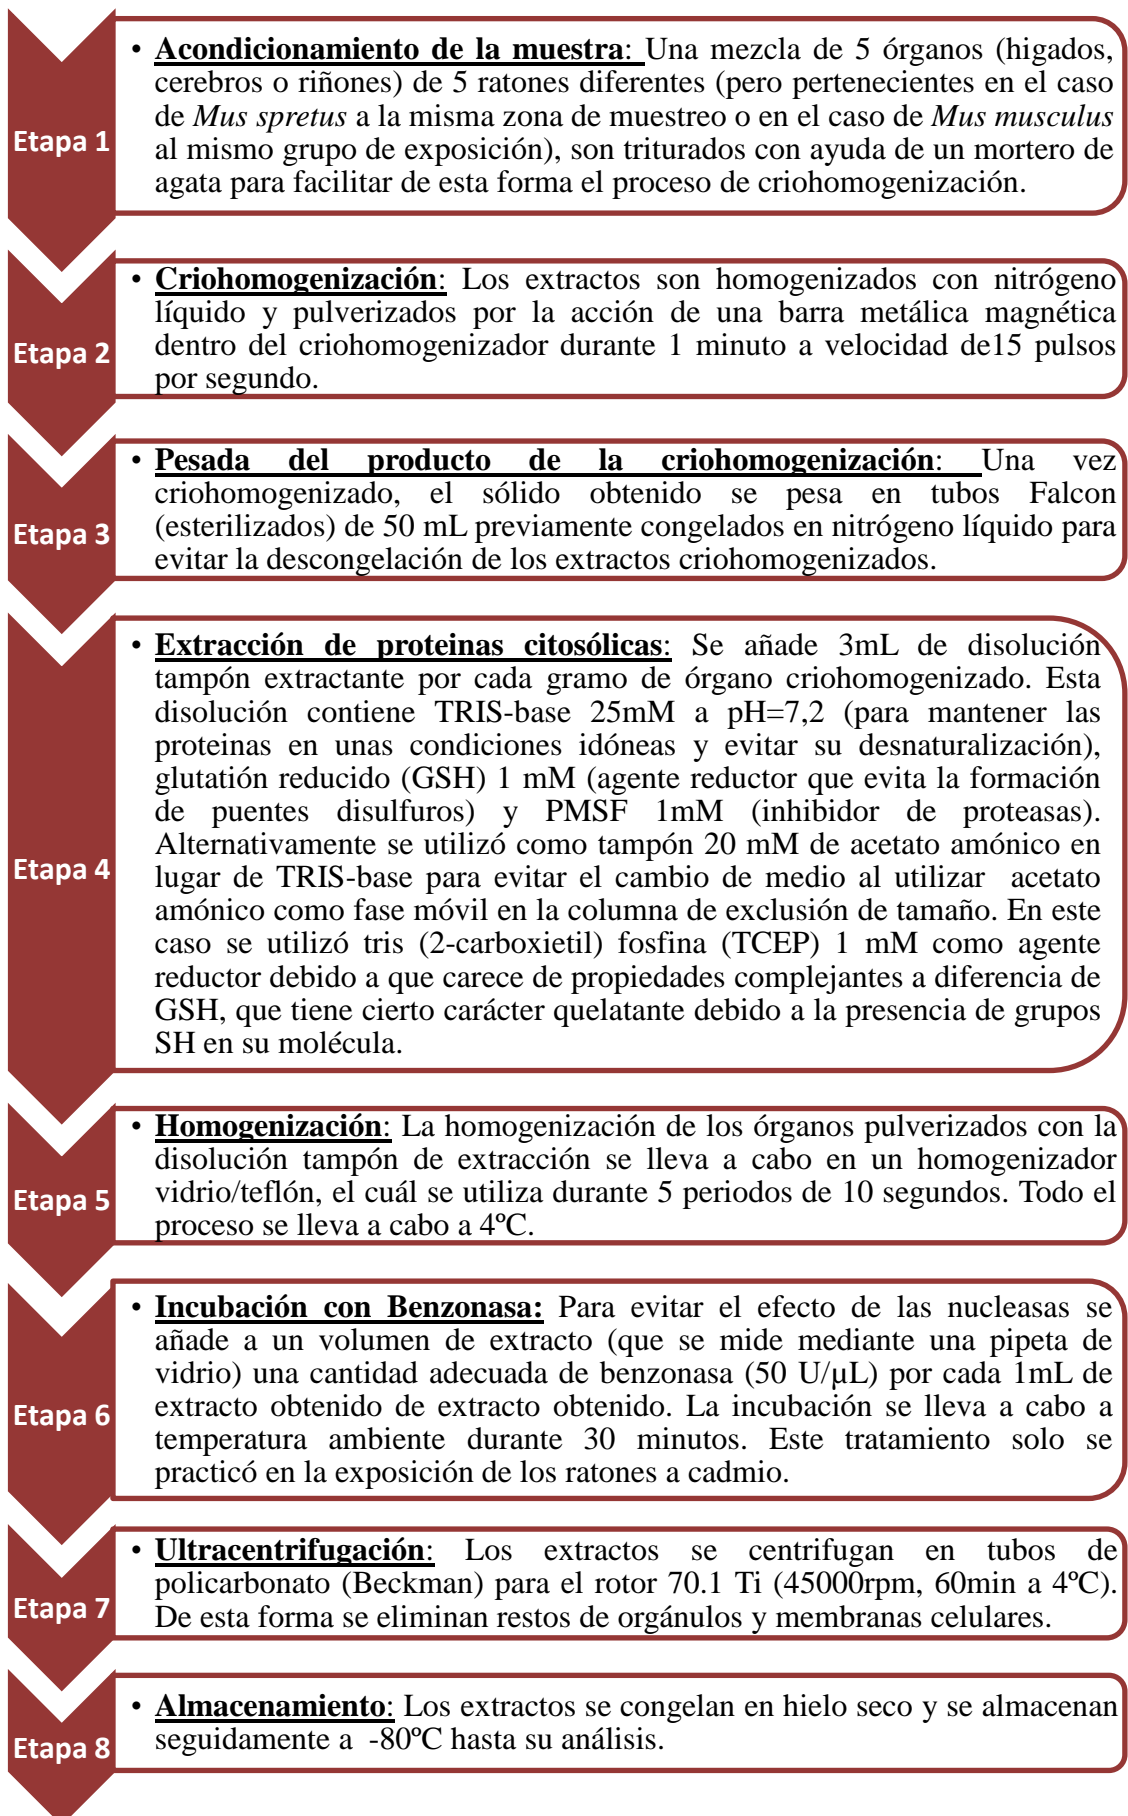 Etapa 1
• Acondicionamiento de la muestra: Una mezcla de 5 órganos (higados,
cerebros o riñones) de 5 ratones diferentes (pero pertenecientes en el caso
de Mus spretus a la misma zona de muestreo o en el caso de Mus musculus
al mismo grupo de exposición), son triturados con ayuda de un mortero de
agata para facilitar de esta forma el proceso de criohomogenización.
Etapa 2
• Criohomogenización: Los extractos son homogenizados con nitrógeno
líquido y pulverizados por la acción de una barra metálica magnética
dentro del criohomogenizador durante 1 minuto a velocidad de15 pulsos
por segundo.
Etapa 3
• Pesada del producto de la criohomogenización: Una vez
criohomogenizado, el sólido obtenido se pesa en tubos Falcon
(esterilizados) de 50 mL previamente congelados en nitrógeno líquido para
evitar la descongelación de los extractos criohomogenizados.
Etapa 4
• Extracción de proteinas citosólicas: Se añade 3mL de disolución
tampón extractante por cada gramo de órgano criohomogenizado. Esta
disolución contiene TRIS-base 25mM a pH=7,2 (para mantener las
proteinas en unas condiciones idóneas y evitar su desnaturalización),
glutatión reducido (GSH) 1 mM (agente reductor que evita la formación
de puentes disulfuros) y PMSF 1mM (inhibidor de proteasas).
Alternativamente se utilizó como tampón 20 mM de acetato amónico en
lugar de TRIS-base para evitar el cambio de medio al utilizar acetato
amónico como fase móvil en la columna de exclusión de tamaño. En este
caso se utilizó tris (2-carboxietil) fosfina (TCEP) 1 mM como agente
reductor debido a que carece de propiedades complejantes a diferencia de
GSH, que tiene cierto carácter quelatante debido a la presencia de grupos
SH en su molécula.
Etapa 5
• Homogenización: La homogenización de los órganos pulverizados con la
disolución tampón de extracción se lleva a cabo en un homogenizador
vidrio/teflón, el cuál se utiliza durante 5 periodos de 10 segundos. Todo el
proceso se lleva a cabo a 4ºC.
Etapa 6
• Incubación con Benzonasa: Para evitar el efecto de las nucleasas se
añade a un volumen de extracto (que se mide mediante una pipeta de
vidrio) una cantidad adecuada de benzonasa (50 U/µL) por cada 1mL de
extracto obtenido de extracto obtenido. La incubación se lleva a cabo a
temperatura ambiente durante 30 minutos. Este tratamiento solo se
practicó en la exposición de los ratones a cadmio.
Etapa 7
• Ultracentrifugación: Los extractos se centrifugan en tubos de
policarbonato (Beckman) para el rotor 70.1 Ti (45000rpm, 60min a 4ºC).
De esta forma se eliminan restos de orgánulos y membranas celulares.
Etapa 8
• Almacenamiento: Los extractos se congelan en hielo seco y se almacenan
seguidamente a -80ºC hasta su análisis.